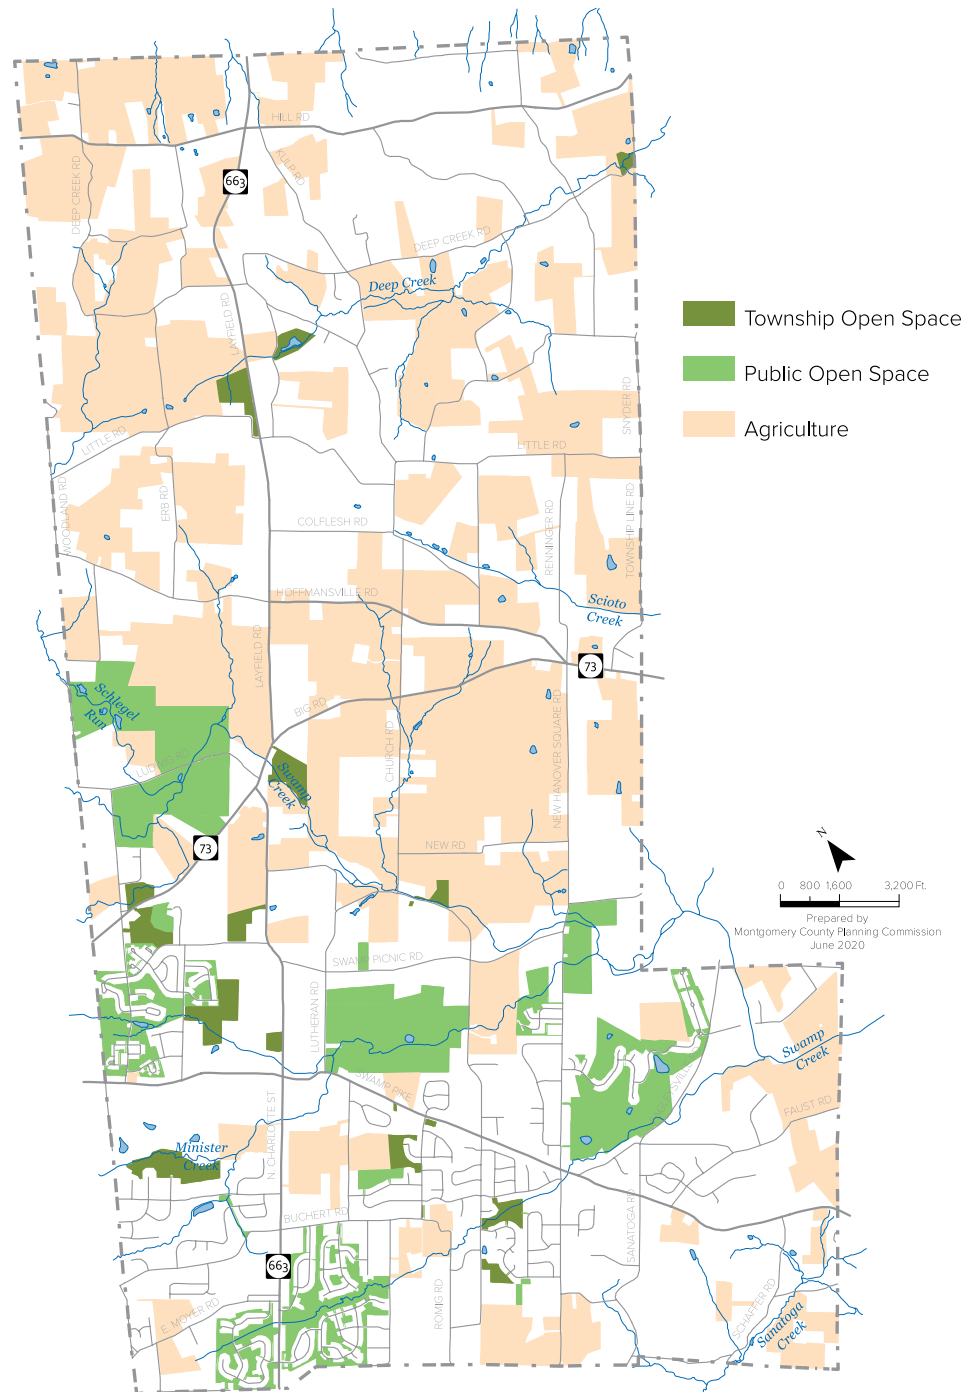 HILL RD
KULP RD
DEEP CREEK RD
663
DEEP CREEK RD
Deep Creek
LAYFIELD RD
Township Open Space
Public Open Space
Agriculture
SNYDER RD
LITTLE RD
LITTLE RD
WOODLAND RD
ERB RD
COLFLESH RD
RENNINGER RD
TOWNSHIP LINE RD
HOFFMANSVILLE RD
Scioto
Creek
LAYFIELD RD
73
Schlegel
Run
BIG RD
CHURCH RD
NEW HANOVER SQUARE RD
LUDWIG RD
Swamp
Creek
73
NEW RD
N
0 800 1,600 3,200 Ft.
Prepared by
Montgomery County Planning Commission
June 2020
SWAMP PICNIC RD
LUTHERAN RD
SWAMP PIKE
Swamp
Creek
FAUST RD
N. CHARLOTTE ST
Minister
Creek
BUCHERT RD
SANATOGA RD
663
E. MOYER RD
ROMIG RD
SCHAFFER RD
Sanatoga
Creek